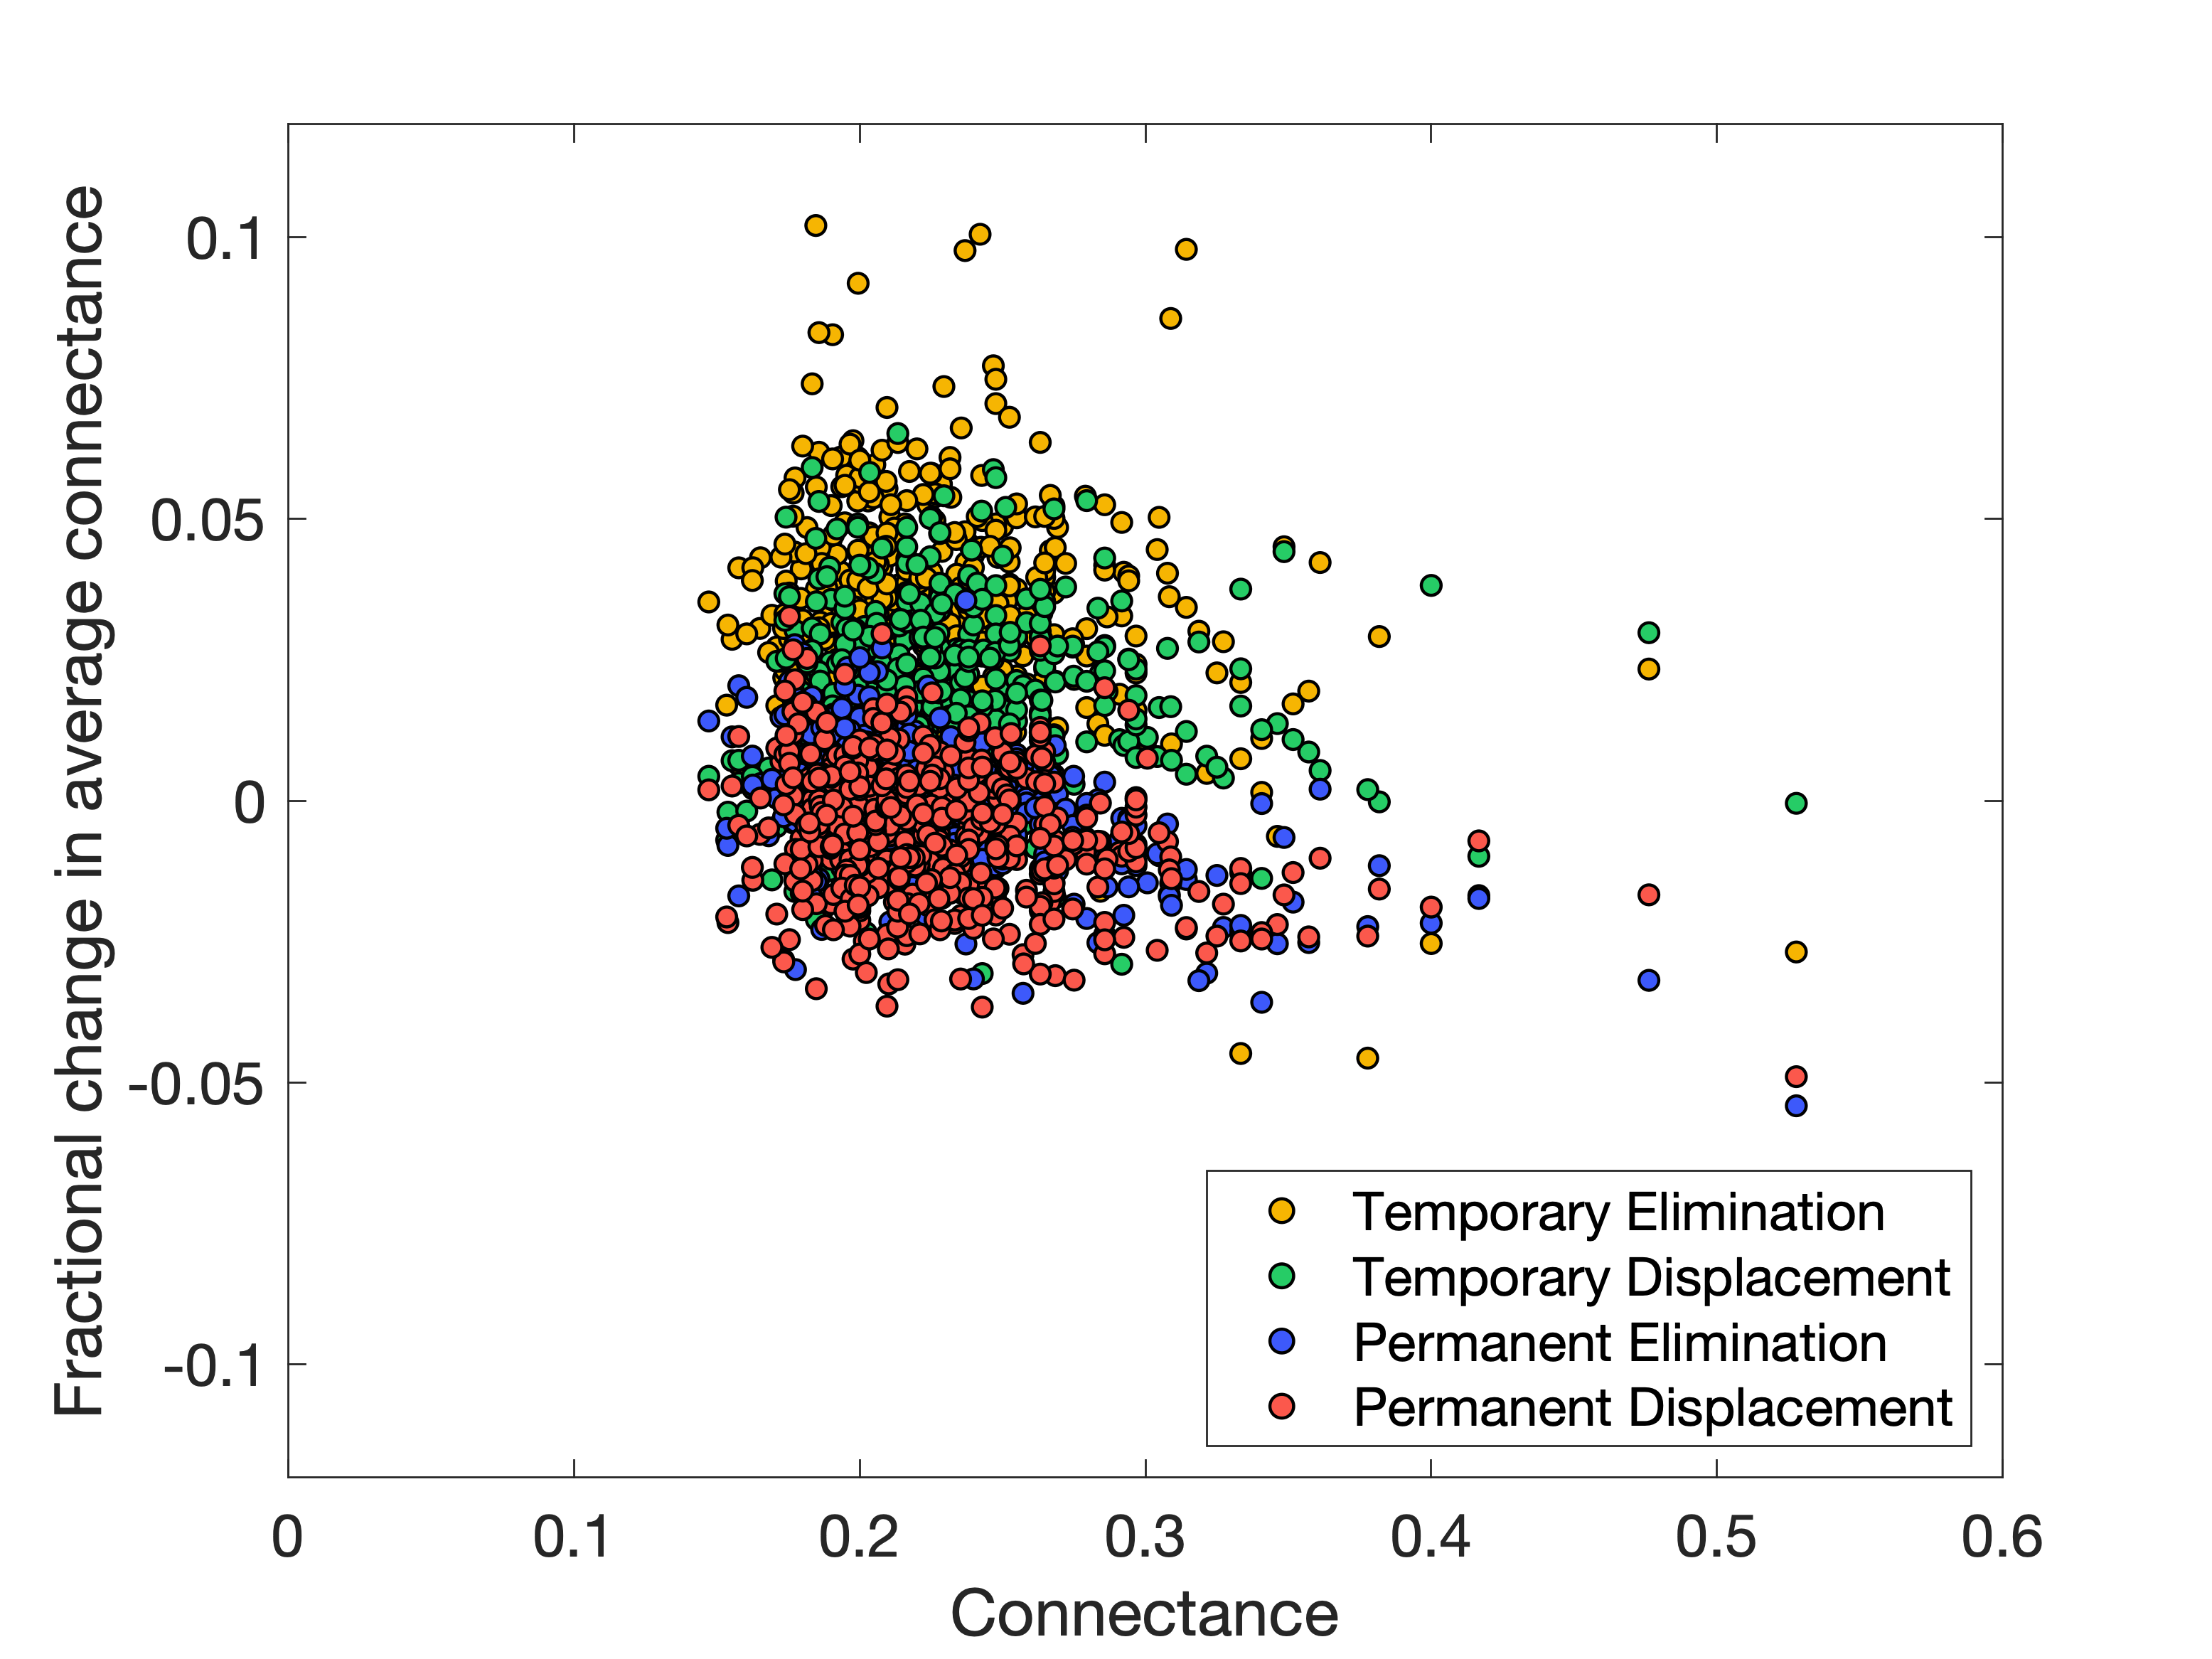 Fractional change in average connectance
0.1
0.05
0
-0.05
-0.1
0 0.1 0.2 0.3 0.4 0.5 0.6
Connectance
Temporary Elimination
Temporary Displacement
Permanent Elimination
Permanent Displacement